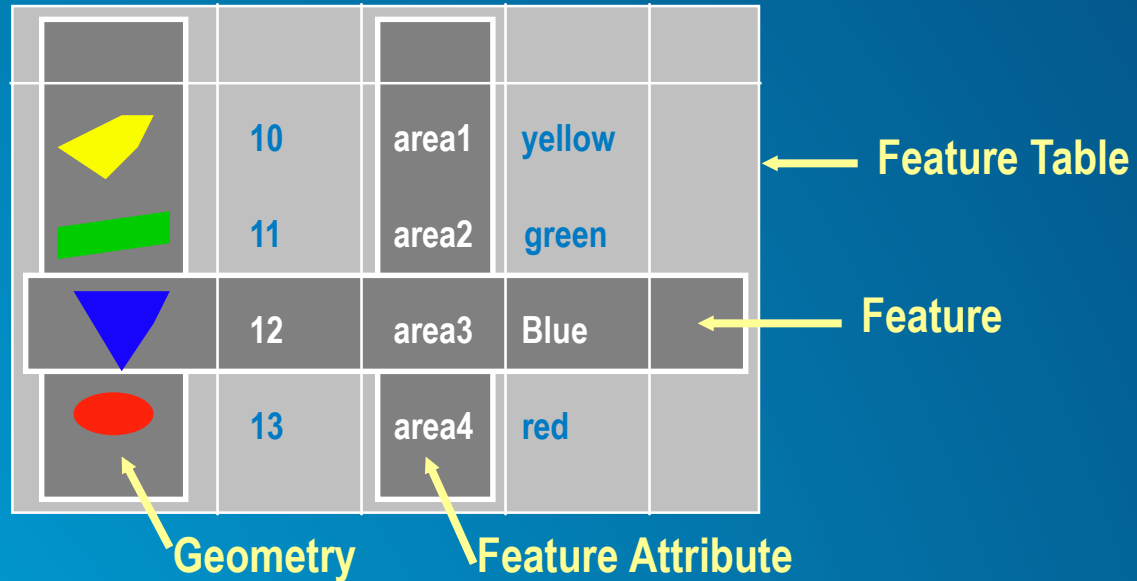 10 area1 yellow
Feature Table
11 area2 green
12 area3 Blue
Feature
13 area4 red
Geometry
Feature Attribute